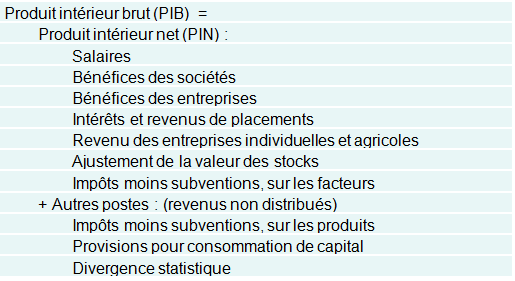 Produit intérieur brut (PIB) =
Produit intérieur net (PIN) :
Salaires
Bénéfices des sociétés
Bénéfices des entreprises
Intérêts et revenus de placements
Revenu des entreprises individuelles et agricoles
Ajustement de la valeur des stocks
Impôts moins subventions, sur les facteurs
+ Autres postes : (revenus non distribués)
Impôts moins subventions, sur les produits
Provisions pour consommation de capital
Divergence statistique